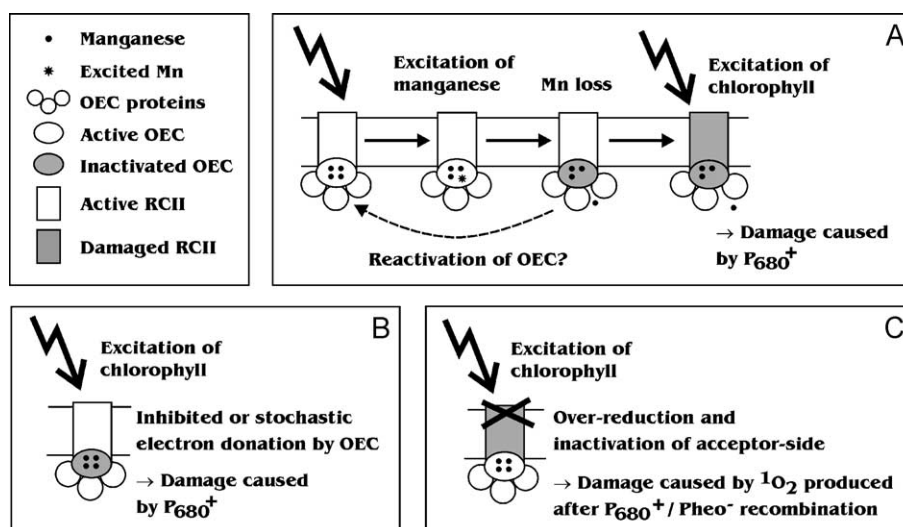 Manganese
Excited Mn
OEC proteins
Active OEC
Inactivated OEC
Active RCII
Damaged RCII
A
Excitation of
manganese
Mn loss
Excitation of
chlorophyll
Reactivation of OEC?
→ Damage caused
by P680+
B
Excitation of
chlorophyll
Inhibited or stochastic
electron donation by OEC
→ Damage caused
by P680+
C
Excitation of
chlorophyll
Over-reduction and
inactivation of acceptor-side
→ Damage caused by 1O2 produced
after P680+/Pheo- recombination